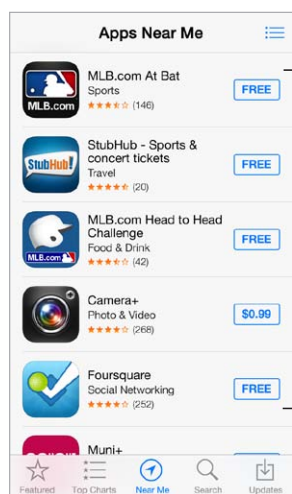 Apps Near Me
MLB.com At Bat
Sports
(146)
FREE
MLB.com
StubHub - Sports &
concert tickets
Travel
(20)
FREE
StubHub!
MLB.com Head to Head
Challenge
Food & Drink
(42)
FREE
MLB.com
Camera+
Photo & Video
(268)
$0.99
Foursquare
Social Networking
(252)
FREE
Muni+
Featured
Top Charts
Near Me
Search
Updates